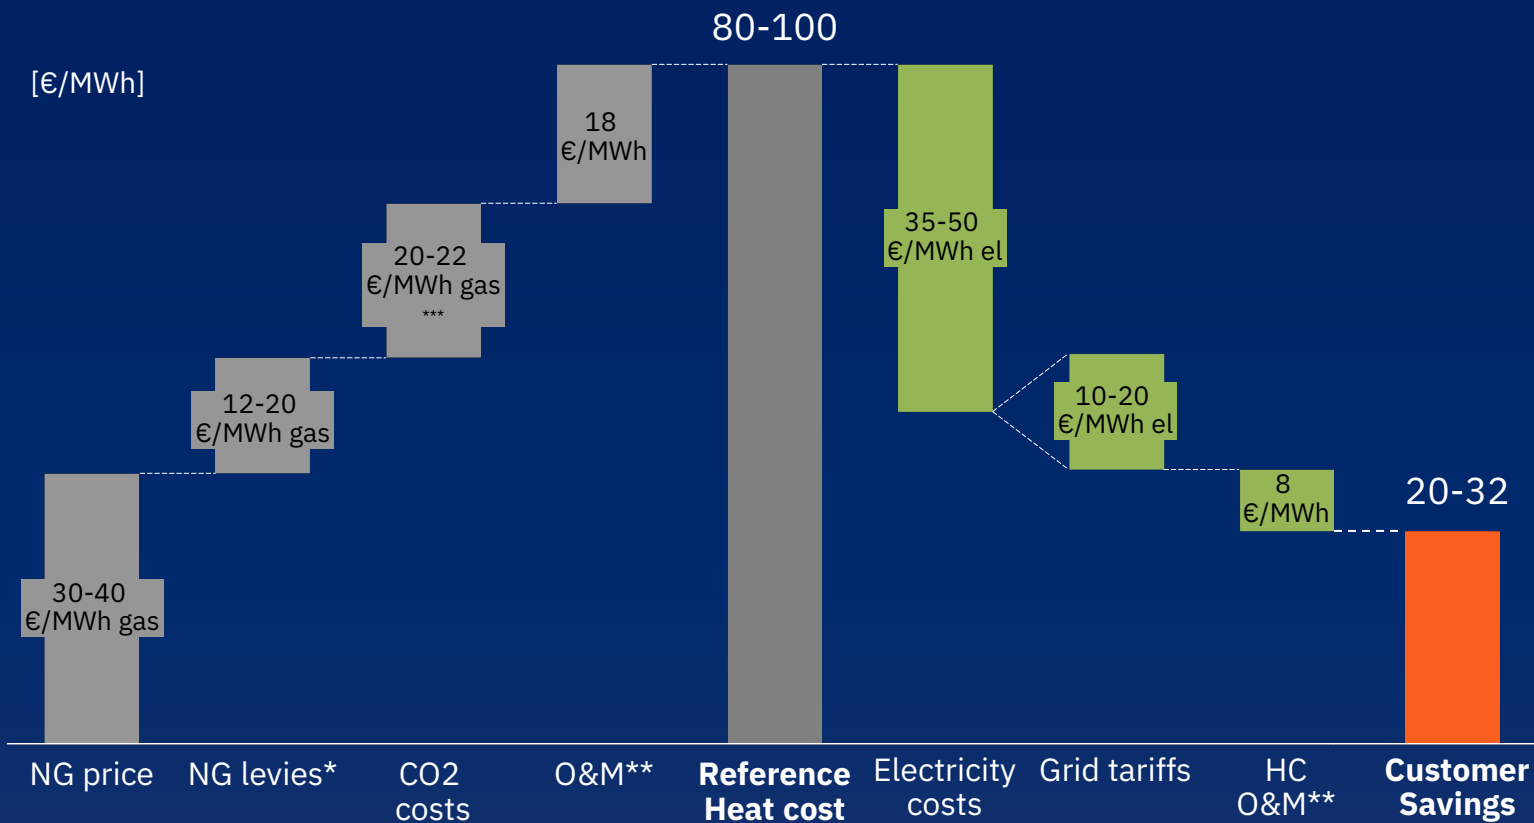 80-100
[€/MWh]
18
€/MWh
20-22
€/MWh gas
***
35-50
€/MWh el
12-20
€/MWh gas
10-20
€/MWh el
8
€/MWh
20-32
30-40
€/MWh gas
NG price
NG levies*
CO2
costs
O&M**
Reference
Heat cost
Electricity
costs
Grid tariffs
HC
O&M**
Customer
Savings